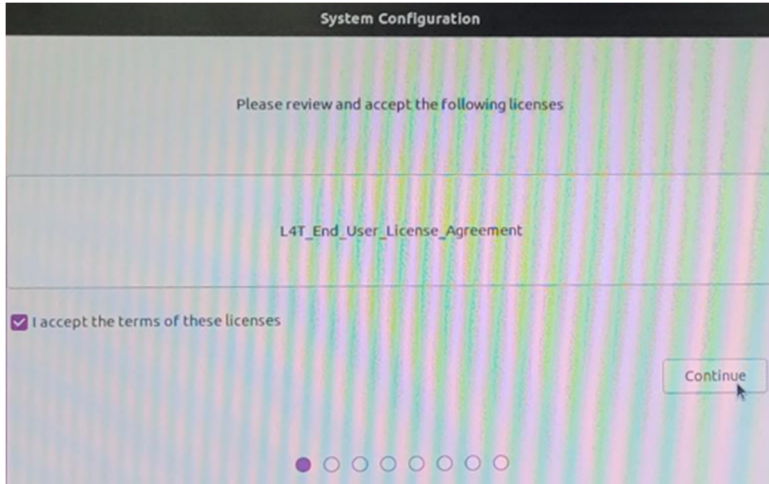 System Configuration
Please review and accept the following licenses
L4T_End_User_License_Agreement
I accept the terms of these licenses
Continue